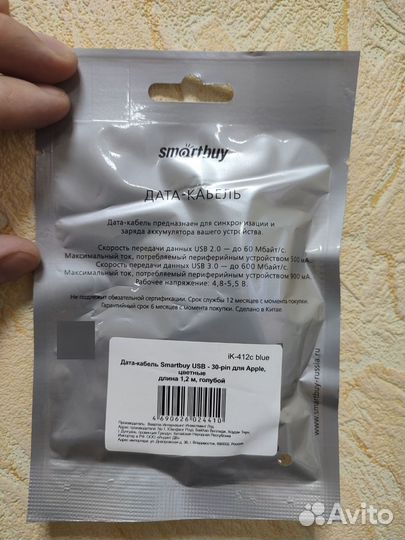 smartbuy
ДАТА-КАБЕЛЬ
Дата-кабель предназначен для синхронизации и
заряда аккумулятора вашего устройства.
Скорость передачи данных USB 2.0 — до 60 Мбайт/с.
Максимальный ток, потребляемый периферийным устройством 500 мА.
Скорость передачи данных USB 3.0 — до 600 Мбайт/с.
Максимальный ток, потребляемый периферийным устройством 900 мА.
Рабочее напряжение: 4,8-5,5 В
Не подлежит обязательной сертификации. Срок службы 12 месяцев с момента покупки.
Гарантийный срок 6 месяцев с момента покупки. Сделано в Китае
smartbuy-russia.ru
iK-412c blue
Дата-кабель Smartbuy USB - 30-pin для Apple,
цветные
длина 1,2 м, голубой
4 690626 024410
Avito